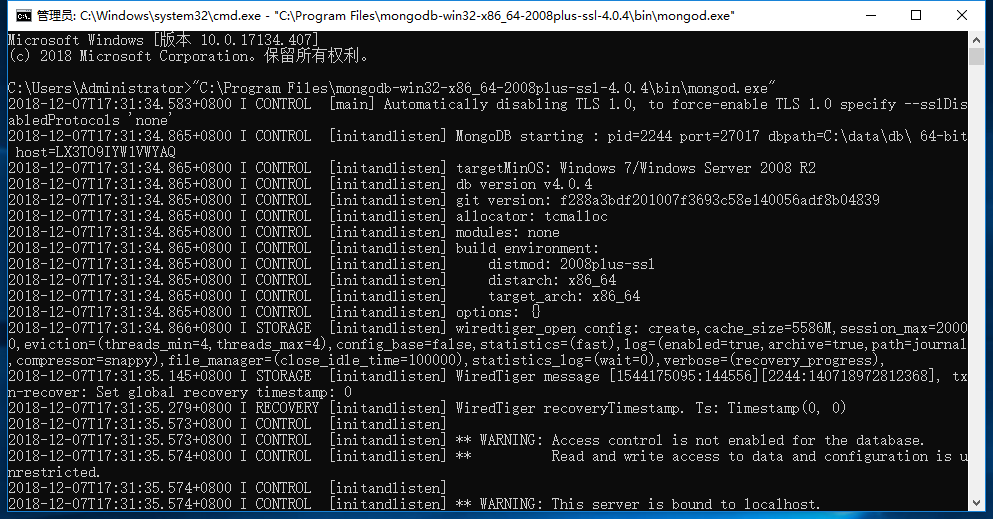 管理员: C:\Windows\system32\cmd.exe - "C:\Program Files\mongodb-win32-x86_64-2008plus-ssl-4.0.4\bin\mongod.exe"
Microsoft Windows [版本 10.0.17134.407]
(c) 2018 Microsoft Corporation。保留所有权利。
C:\Users\Administrator>"C:\Program Files\mongodb-win32-x86_64-2008plus-ssl-4.0.4\bin\mongod.exe"
2018-12-07T17:31:34.583+0800 I CONTROL  [main] Automatically disabling TLS 1.0, to force-enable TLS 1.0 specify --sslDis
abledProtocols 'none'
2018-12-07T17:31:34.865+0800 I CONTROL  [initandlisten] MongoDB starting : pid=2244 port=27017 dbpath=C:\data\db\ 64-bit
 host=LX3TO9IYW1VWYAQ
2018-12-07T17:31:34.865+0800 I CONTROL  [initandlisten] targetMinOS: Windows 7/Windows Server 2008 R2
2018-12-07T17:31:34.865+0800 I CONTROL  [initandlisten] db version v4.0.4
2018-12-07T17:31:34.865+0800 I CONTROL  [initandlisten] git version: f288a3bdf201007f3693c58e140056adf8b04839
2018-12-07T17:31:34.865+0800 I CONTROL  [initandlisten] allocator: tcmalloc
2018-12-07T17:31:34.865+0800 I CONTROL  [initandlisten] modules: none
2018-12-07T17:31:34.865+0800 I CONTROL  [initandlisten] build environment:
2018-12-07T17:31:34.865+0800 I CONTROL  [initandlisten]     distmod: 2008plus-ssl
2018-12-07T17:31:34.865+0800 I CONTROL  [initandlisten]     distarch: x86_64
2018-12-07T17:31:34.865+0800 I CONTROL  [initandlisten]     target_arch: x86_64
2018-12-07T17:31:34.865+0800 I CONTROL  [initandlisten] options: {}
2018-12-07T17:31:34.866+0800 I STORAGE  [initandlisten] wiredtiger_open config: create,cache_size=5586M,session_max=2000
0,eviction=(threads_min=4,threads_max=4),config_base=false,statistics=(fast),log=(enabled=true,archive=true,path=journal
,compressor=snappy),file_manager=(close_idle_time=100000),statistics_log=(wait=0),verbose=(recovery_progress),
2018-12-07T17:31:35.145+0800 I STORAGE  [initandlisten] WiredTiger message [1544175095:144556][2244:140718972812368], tx
n-recover: Set global recovery timestamp: 0
2018-12-07T17:31:35.279+0800 I RECOVERY [initandlisten] WiredTiger recoveryTimestamp. Ts: Timestamp(0, 0)
2018-12-07T17:31:35.573+0800 I CONTROL  [initandlisten]
2018-12-07T17:31:35.573+0800 I CONTROL  [initandlisten] ** WARNING: Access control is not enabled for the database.
2018-12-07T17:31:35.574+0800 I CONTROL  [initandlisten] **          Read and write access to data and configuration is u
nrestricted.
2018-12-07T17:31:35.574+0800 I CONTROL  [initandlisten]
2018-12-07T17:31:35.574+0800 I CONTROL  [initandlisten] ** WARNING: This server is bound to localhost.